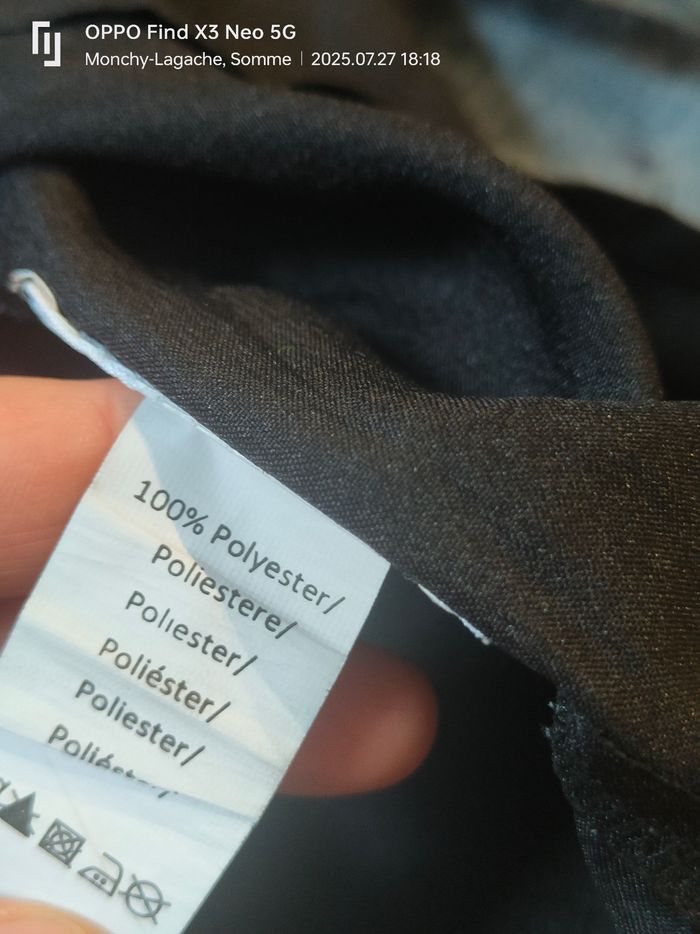 OPPO Find X3 Neo 5G
Monchy-Lagache, Somme | 2025.07.27 18:18
100% Polyester/
Poliestere/
Poliester/
Poliéster/
Poliester/
Poliéster/